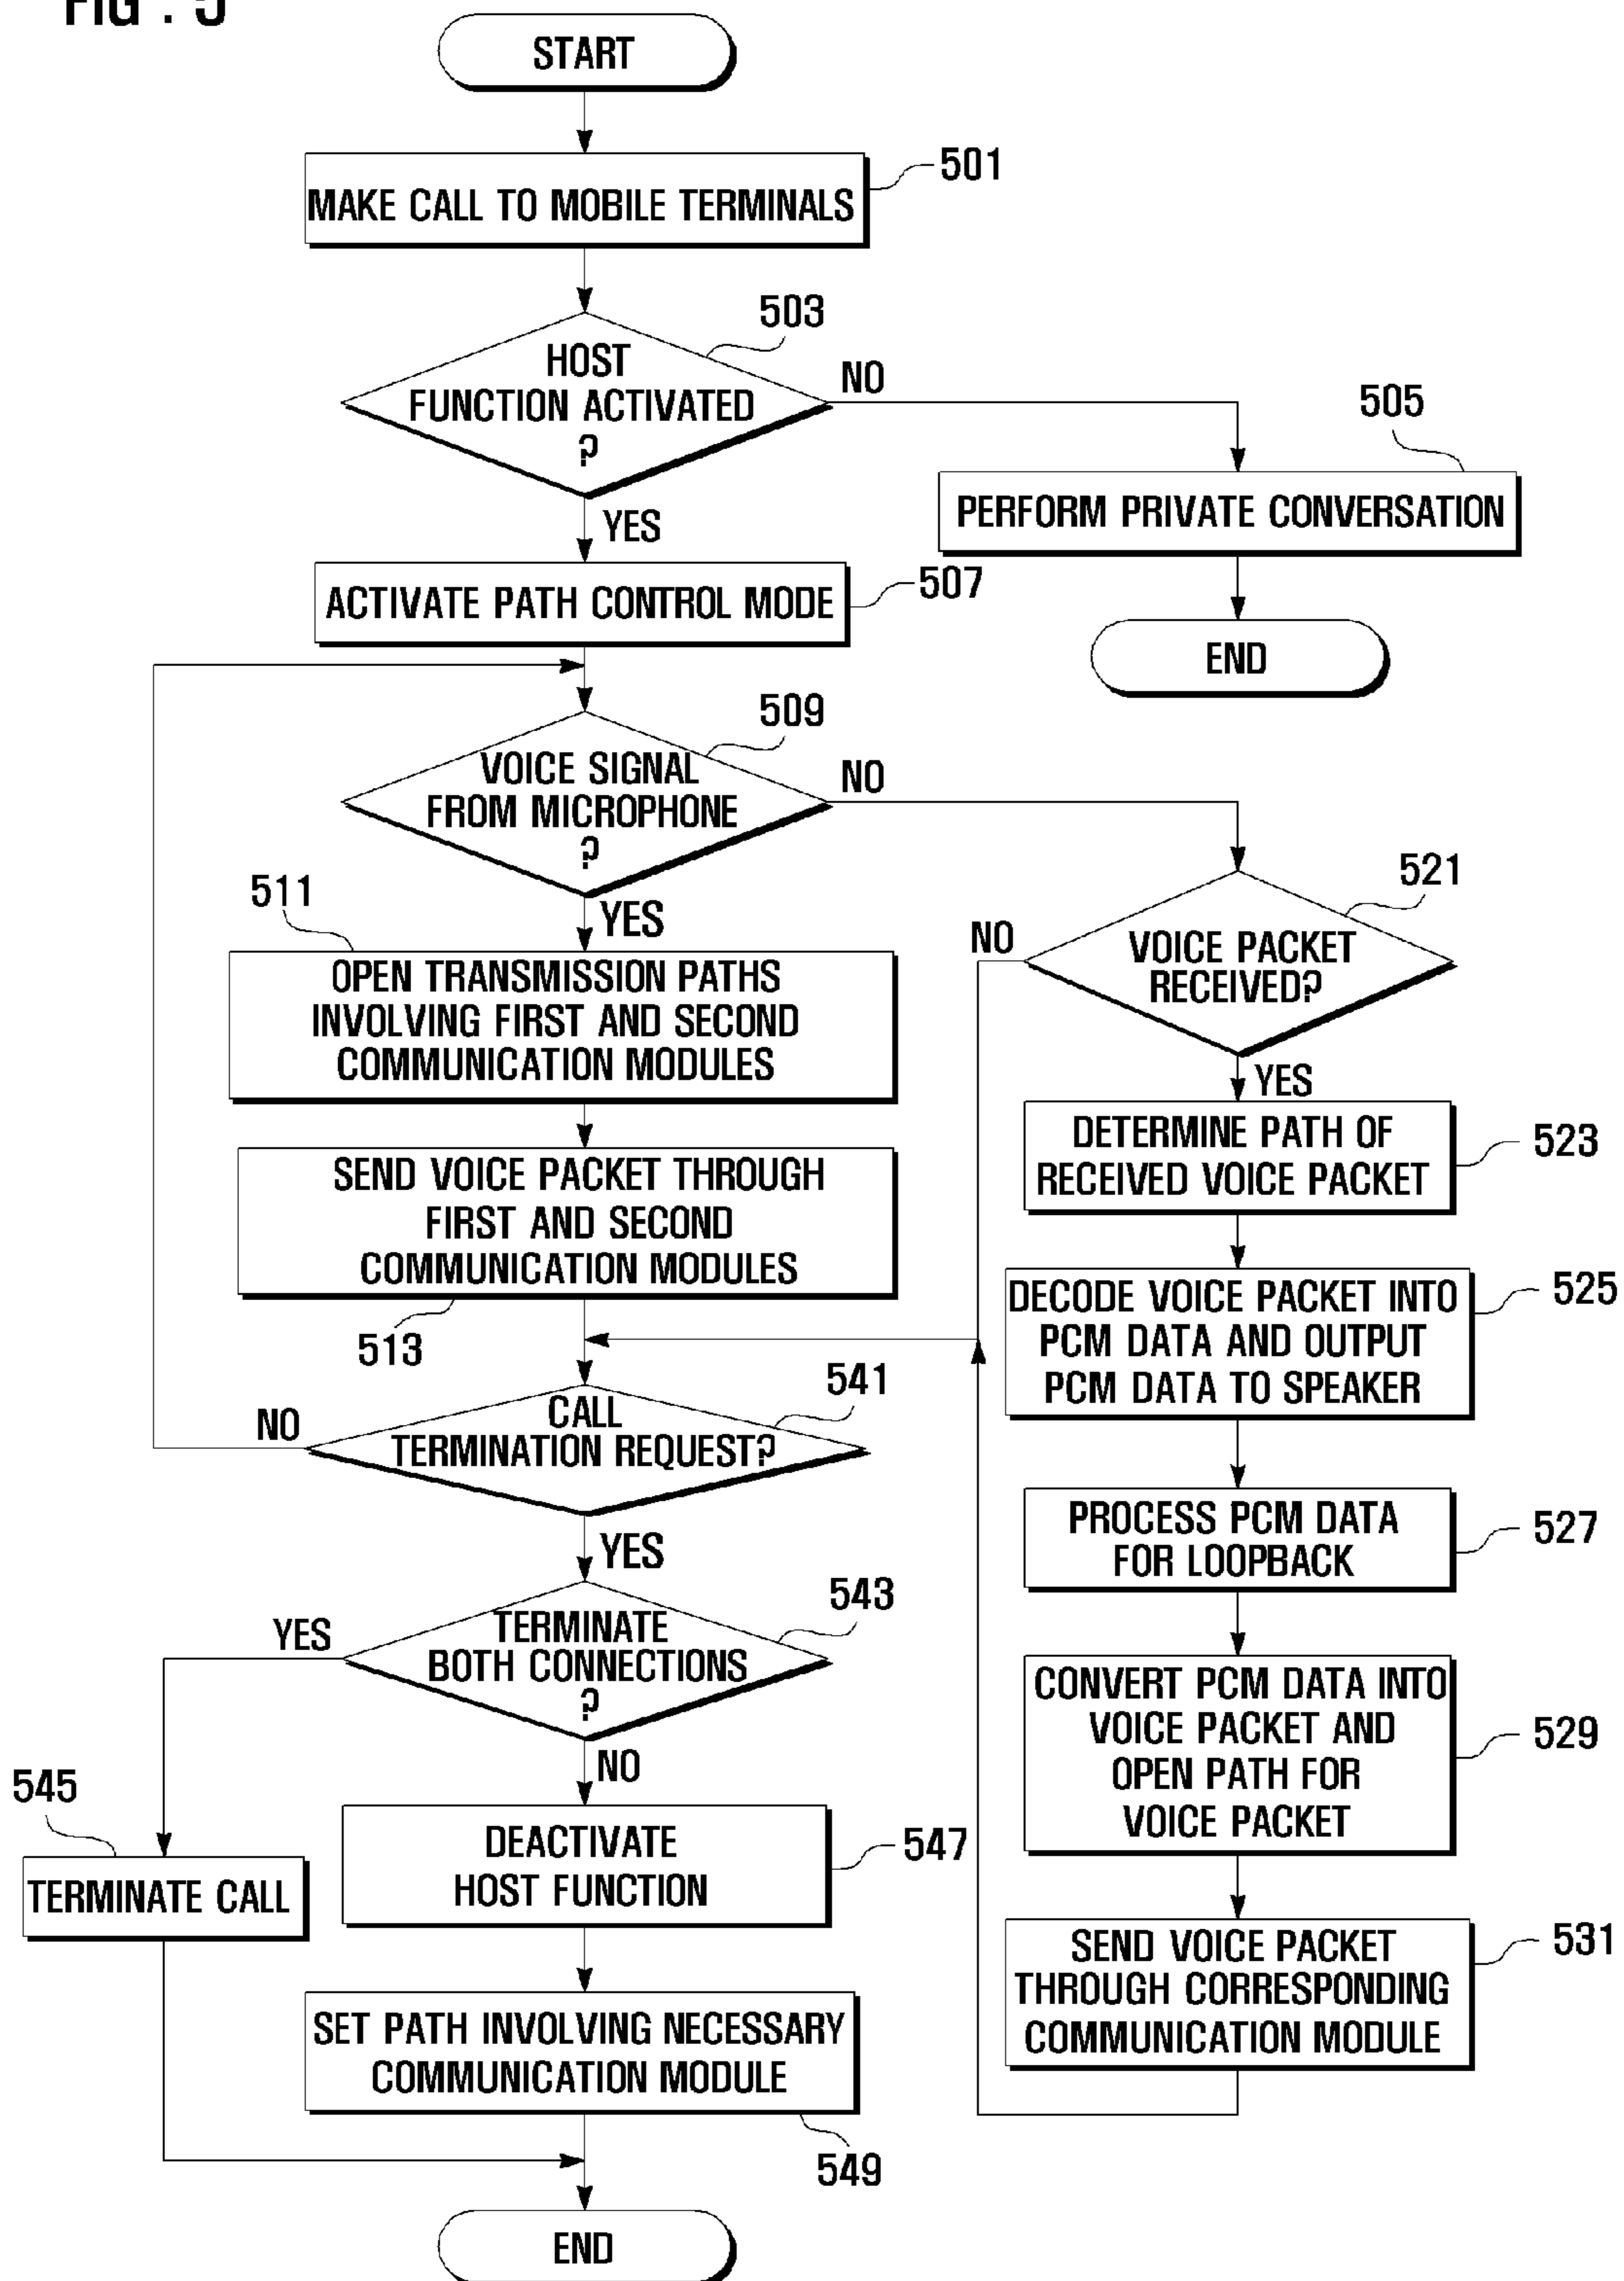 FIG . 5
START
MAKE CALL TO MOBILE TERMINALS
501
HOST
FUNCTION ACTIVATED
?
503
NO
YES
505
PERFORM PRIVATE CONVERSATION
END
ACTIVATE PATH CONTROL MODE
507
VOICE SIGNAL
FROM MICROPHONE
?
509
NO
YES
511
OPEN TRANSMISSION PATHS
INVOLVING FIRST AND SECOND
COMMUNICATION MODULES
SEND VOICE PACKET THROUGH
FIRST AND SECOND
COMMUNICATION MODULES
513
521
NO
VOICE PACKET
RECEIVED?
YES
DETERMINE PATH OF
RECEIVED VOICE PACKET
523
DECODE VOICE PACKET INTO
PCM DATA AND OUTPUT
PCM DATA TO SPEAKER
525
PROCESS PCM DATA
FOR LOOPBACK
527
CONVERT PCM DATA INTO
VOICE PACKET AND
OPEN PATH FOR
VOICE PACKET
529
SEND VOICE PACKET
THROUGH CORRESPONDING
COMMUNICATION MODULE
531
541
NO
CALL
TERMINATION REQUEST?
YES
543
YES
TERMINATE
BOTH CONNECTIONS
?
NO
545
TERMINATE CALL
DEACTIVATE
HOST FUNCTION
547
SET PATH INVOLVING NECESSARY
COMMUNICATION MODULE
549
END